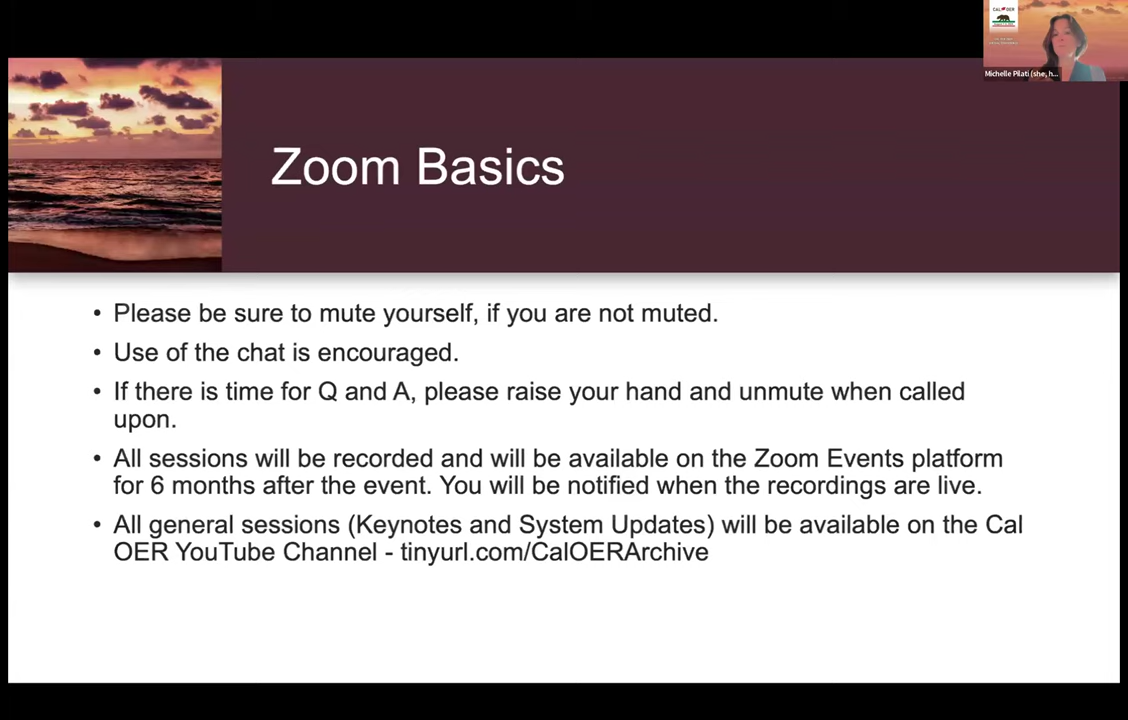 CAL OER
Michelle Pilati (she, h...
Zoom Basics
• Please be sure to mute yourself, if you are not muted.
• Use of the chat is encouraged.
• If there is time for Q and A, please raise your hand and unmute when called
upon.
• All sessions will be recorded and will be available on the Zoom Events platform
for 6 months after the event. You will be notified when the recordings are live.
• All general sessions (Keynotes and System Updates) will be available on the Cal
OER YouTube Channel - tinyurl.com/CalOERArchive